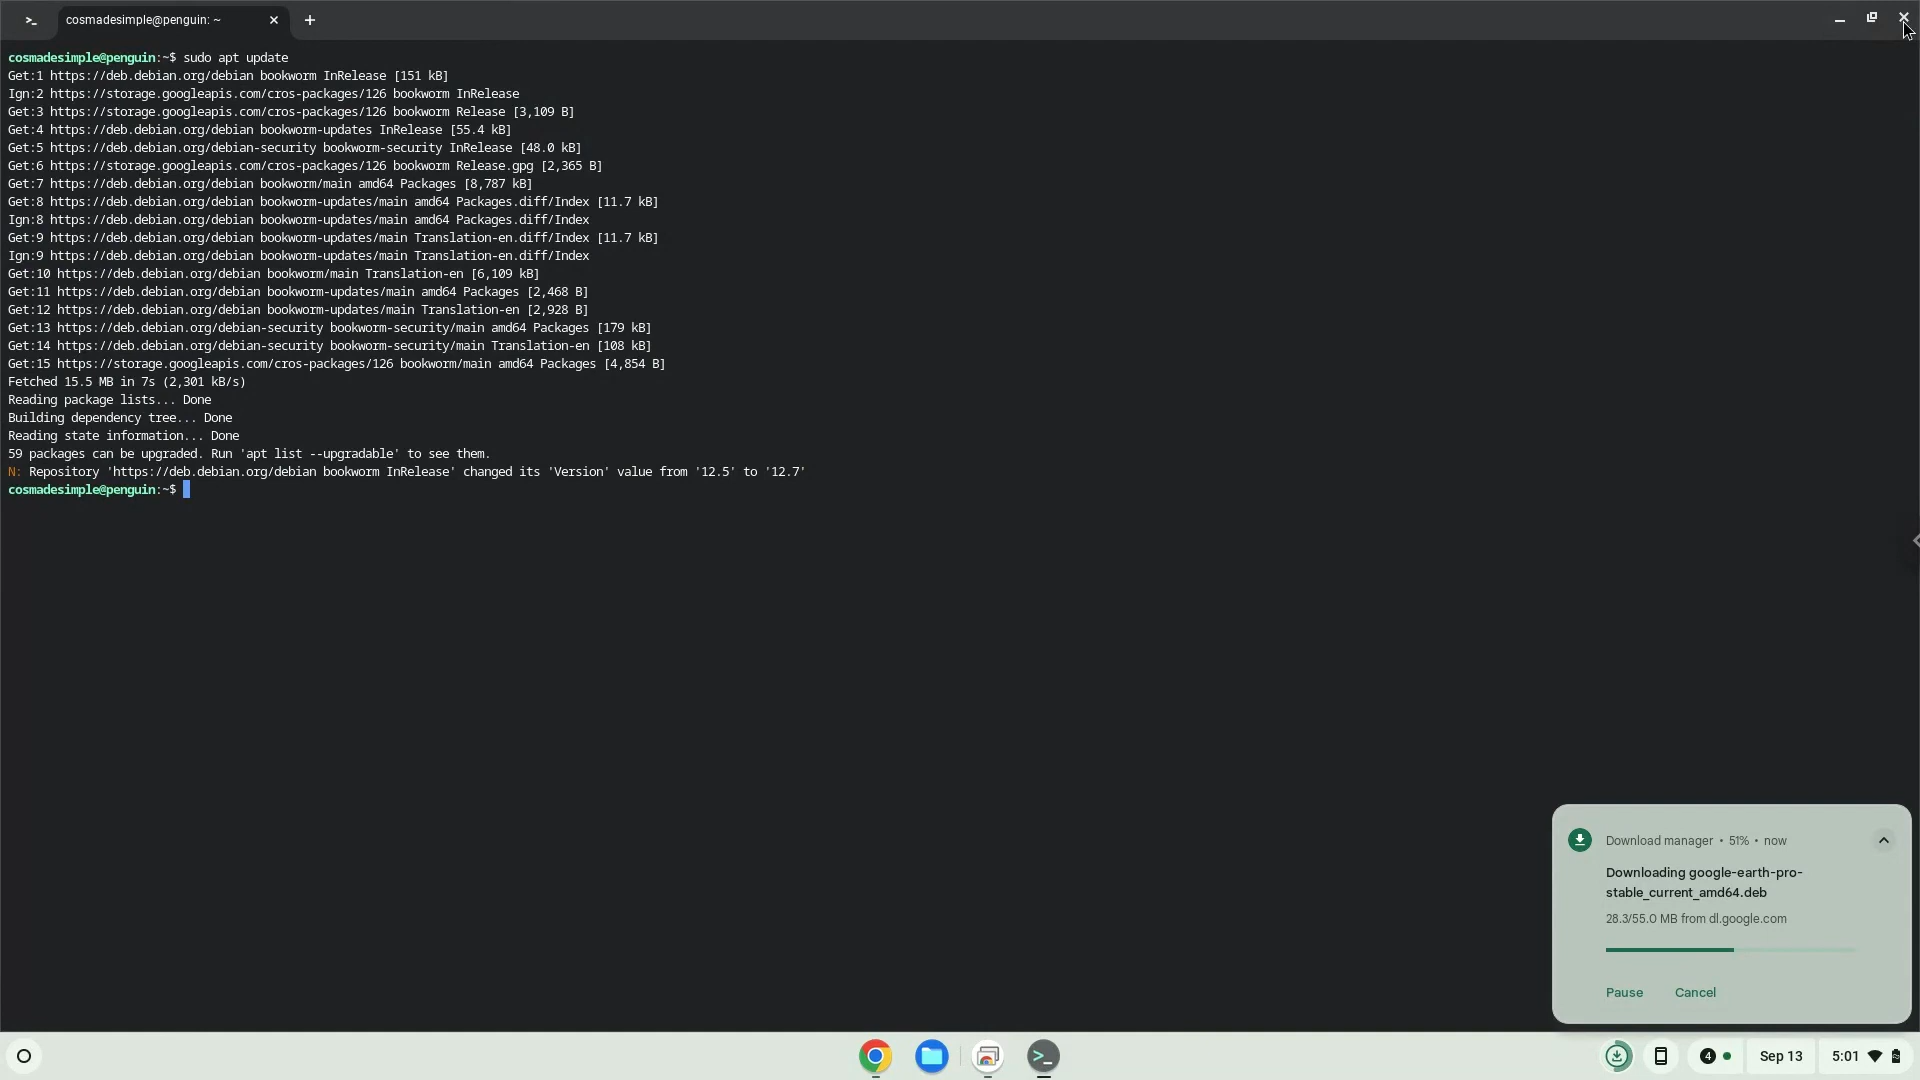 >_ cosmadesimple@penguin: ~
cosmadesimple@penguin:~$ sudo apt update
Get:1 https://deb.debian.org/debian bookworm InRelease [151 kB]
Ign:2 https://storage.googleapis.com/cros-packages/126 bookworm InRelease
Get:3 https://storage.googleapis.com/cros-packages/126 bookworm Release [3,109 B]
Get:4 https://deb.debian.org/debian bookworm-updates InRelease [55.4 kB]
Get:5 https://deb.debian.org/debian-security bookworm-security InRelease [48.0 kB]
Get:6 https://storage.googleapis.com/cros-packages/126 bookworm Release.gpg [2,365 B]
Get:7 https://deb.debian.org/debian bookworm/main amd64 Packages [8,787 kB]
Get:8 https://deb.debian.org/debian bookworm-updates/main amd64 Packages.diff/Index [11.7 kB]
Ign:8 https://deb.debian.org/debian bookworm-updates/main amd64 Packages.diff/Index
Get:9 https://deb.debian.org/debian bookworm-updates/main Translation-en.diff/Index [11.7 kB]
Ign:9 https://deb.debian.org/debian bookworm-updates/main Translation-en.diff/Index
Get:10 https://deb.debian.org/debian bookworm/main Translation-en [6,109 kB]
Get:11 https://deb.debian.org/debian bookworm-updates/main amd64 Packages [2,468 B]
Get:12 https://deb.debian.org/debian bookworm-updates/main Translation-en [2,928 B]
Get:13 https://deb.debian.org/debian-security bookworm-security/main amd64 Packages [179 kB]
Get:14 https://deb.debian.org/debian-security bookworm-security/main Translation-en [108 kB]
Get:15 https://storage.googleapis.com/cros-packages/126 bookworm/main amd64 Packages [4,854 B]
Fetched 15.5 MB in 7s (2,301 kB/s)
Reading package lists... Done
Building dependency tree... Done
Reading state information... Done
59 packages can be upgraded. Run 'apt list --upgradable' to see them.
N: Repository 'https://deb.debian.org/debian bookworm InRelease' changed its 'Version' value from '12.5' to '12.7'
cosmadesimple@penguin:~$
Download manager • 51% • now
Downloading google-earth-pro-
stable_current_amd64.deb
28.3/55.0 MB from dl.google.com
Pause Cancel
>_ 4 Sep 13 5:01